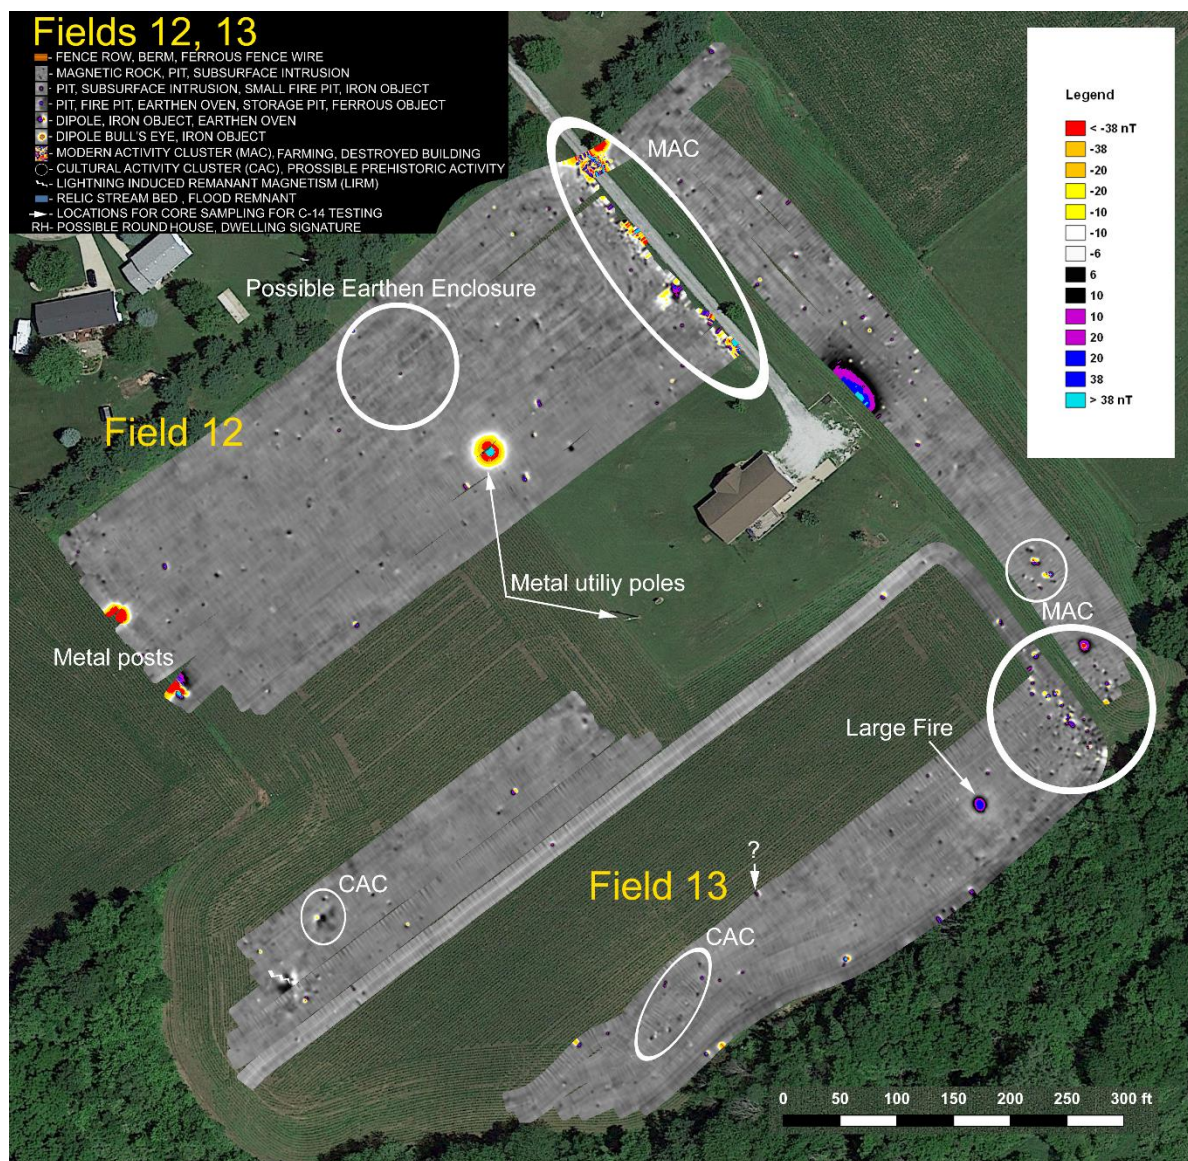 Fields 12, 13
- FENCE ROW, BERM, FERROUS FENCE WIRE
- MAGNETIC ROCK, PIT, SUBSURFACE INTRUSION
- PIT, SUBSURFACE INTRUSION, SMALL FIRE PIT, IRON OBJECT
- PIT, FIRE PIT, EARTHEN OVEN, STORAGE PIT, FERROUS OBJECT
- DIPOLE, IRON OBJECT, EARTHEN OVEN
- DIPOLE BULL'S EYE, IRON OBJECT
- MODERN ACTIVITY CLUSTER (MAC), FARMING, DESTROYED BUILDING
- CULTURAL ACTIVITY CLUSTER (CAC), PROSSIBLE PREHISTORIC ACTIVITY
- LIGHTNING INDUCED REMANANT MAGNETISM (LIRM)
- RELIC STREAM BED , FLOOD REMNANT
- LOCATIONS FOR CORE SAMPLING FOR C-14 TESTING
RH- POSSIBLE ROUND HOUSE, DWELLING SIGNATURE
Legend
< -38 nT
-38
-20
-20
-10
-10
-6
6
10
10
20
20
38
> 38 nT
MAC
Possible Earthen Enclosure
Field 12
Metal utiliy poles
MAC
Metal posts
Large Fire
?
CAC
Field 13
CAC
0 50 100 150 200 250 300 ft